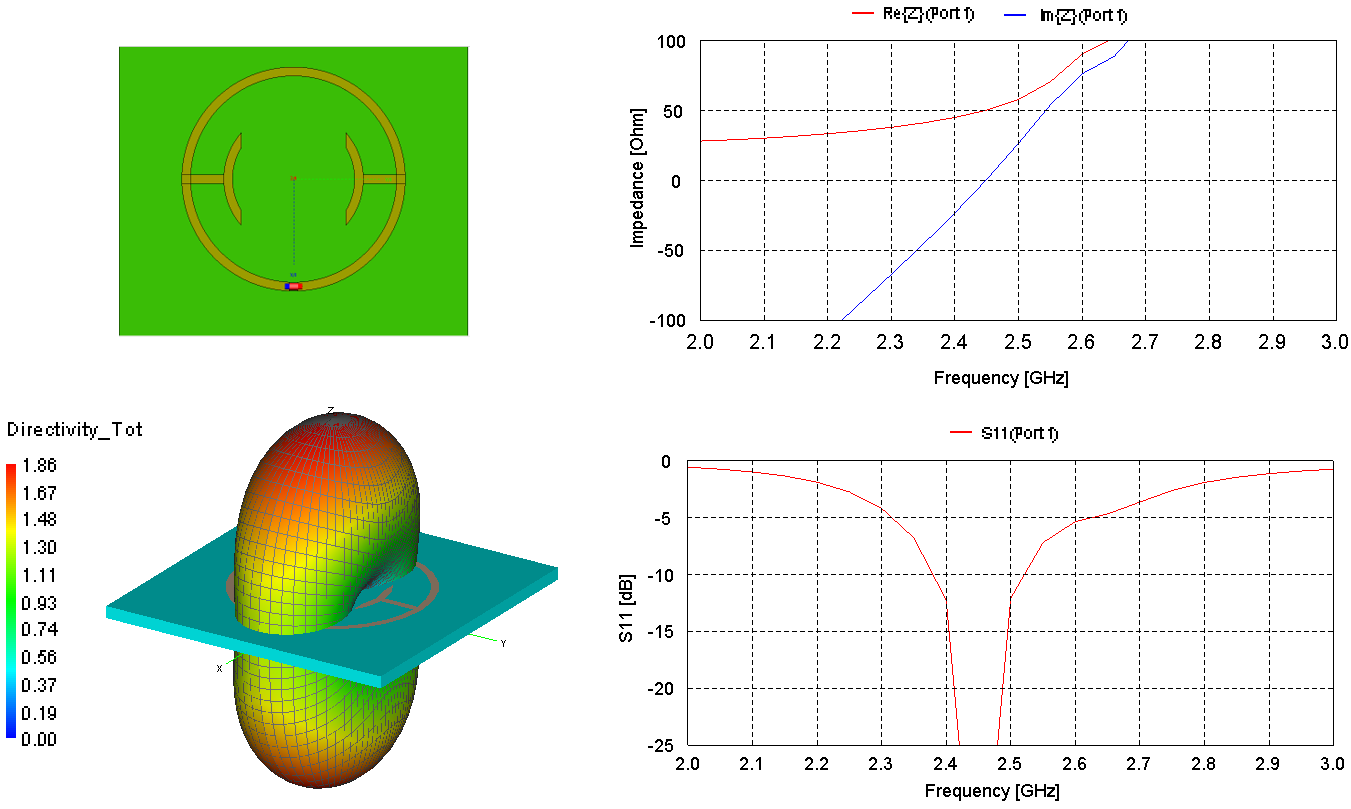 Re{Z}(Port 1) Im{Z}(Port 1)
100
50
0
-50
-100
Impedance [Ohm]
2.0 2.1 2.2 2.3 2.4 2.5 2.6 2.7 2.8 2.9 3.0
Frequency [GHz]
Directivity_Tot
1.86
1.67
1.48
1.30
1.11
0.93
0.74
0.56
0.37
0.19
0.00
Z
X
Y
S11(Port 1)
0
-5
-10
-15
-20
-25
S11 [dB]
2.0 2.1 2.2 2.3 2.4 2.5 2.6 2.7 2.8 2.9 3.0
Frequency [GHz]